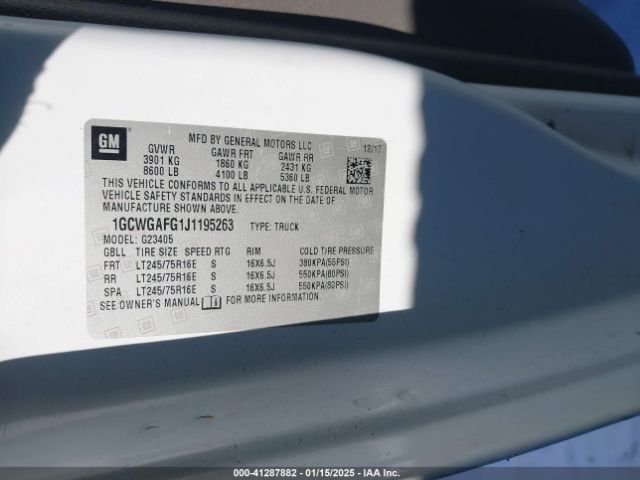 GM
MFD BY GENERAL MOTORS LLC
12/17
GVWR GAWR FRT GAWR RR
3901 KG 1860 KG 2431 KG
8600 LB 4100 LB 5360 LB
THIS VEHICLE CONFORMS TO ALL APPLICABLE U.S. FEDERAL MOTOR
VEHICLE SAFETY STANDARDS IN EFFECT ON THE DATE OF
MANUFACTURE SHOWN ABOVE.
1GCWGAFG1J1195263 TYPE: TRUCK
MODEL: G23405
GBLL TIRE SIZE SPEED RTG RIM COLD TIRE PRESSURE
FRT LT245/75R16E S 16X6.5J 380KPA(55PSI)
RR LT245/75R16E S 16X6.5J 550KPA(80PSI)
SPA LT245/75R16E S 16X6.5J 550KPA(80PSI)
SEE OWNER'S MANUAL FOR MORE INFORMATION.
000-41287882 - 01/15/2025 - IAA Inc.